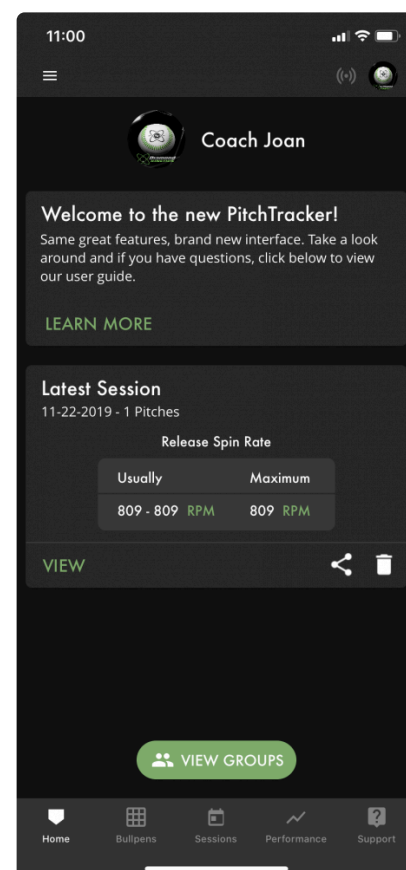 11:00
Coach Joan
Welcome to the new PitchTracker!
Same great features, brand new interface. Take a look
around and if you have questions, click below to view
our user guide.
LEARN MORE
Latest Session
11-22-2019 - 1 Pitches
Release Spin Rate
Usually Maximum
809 - 809 RPM 809 RPM
VIEW
VIEW GROUPS
Home Bullpens Sessions Performance Support